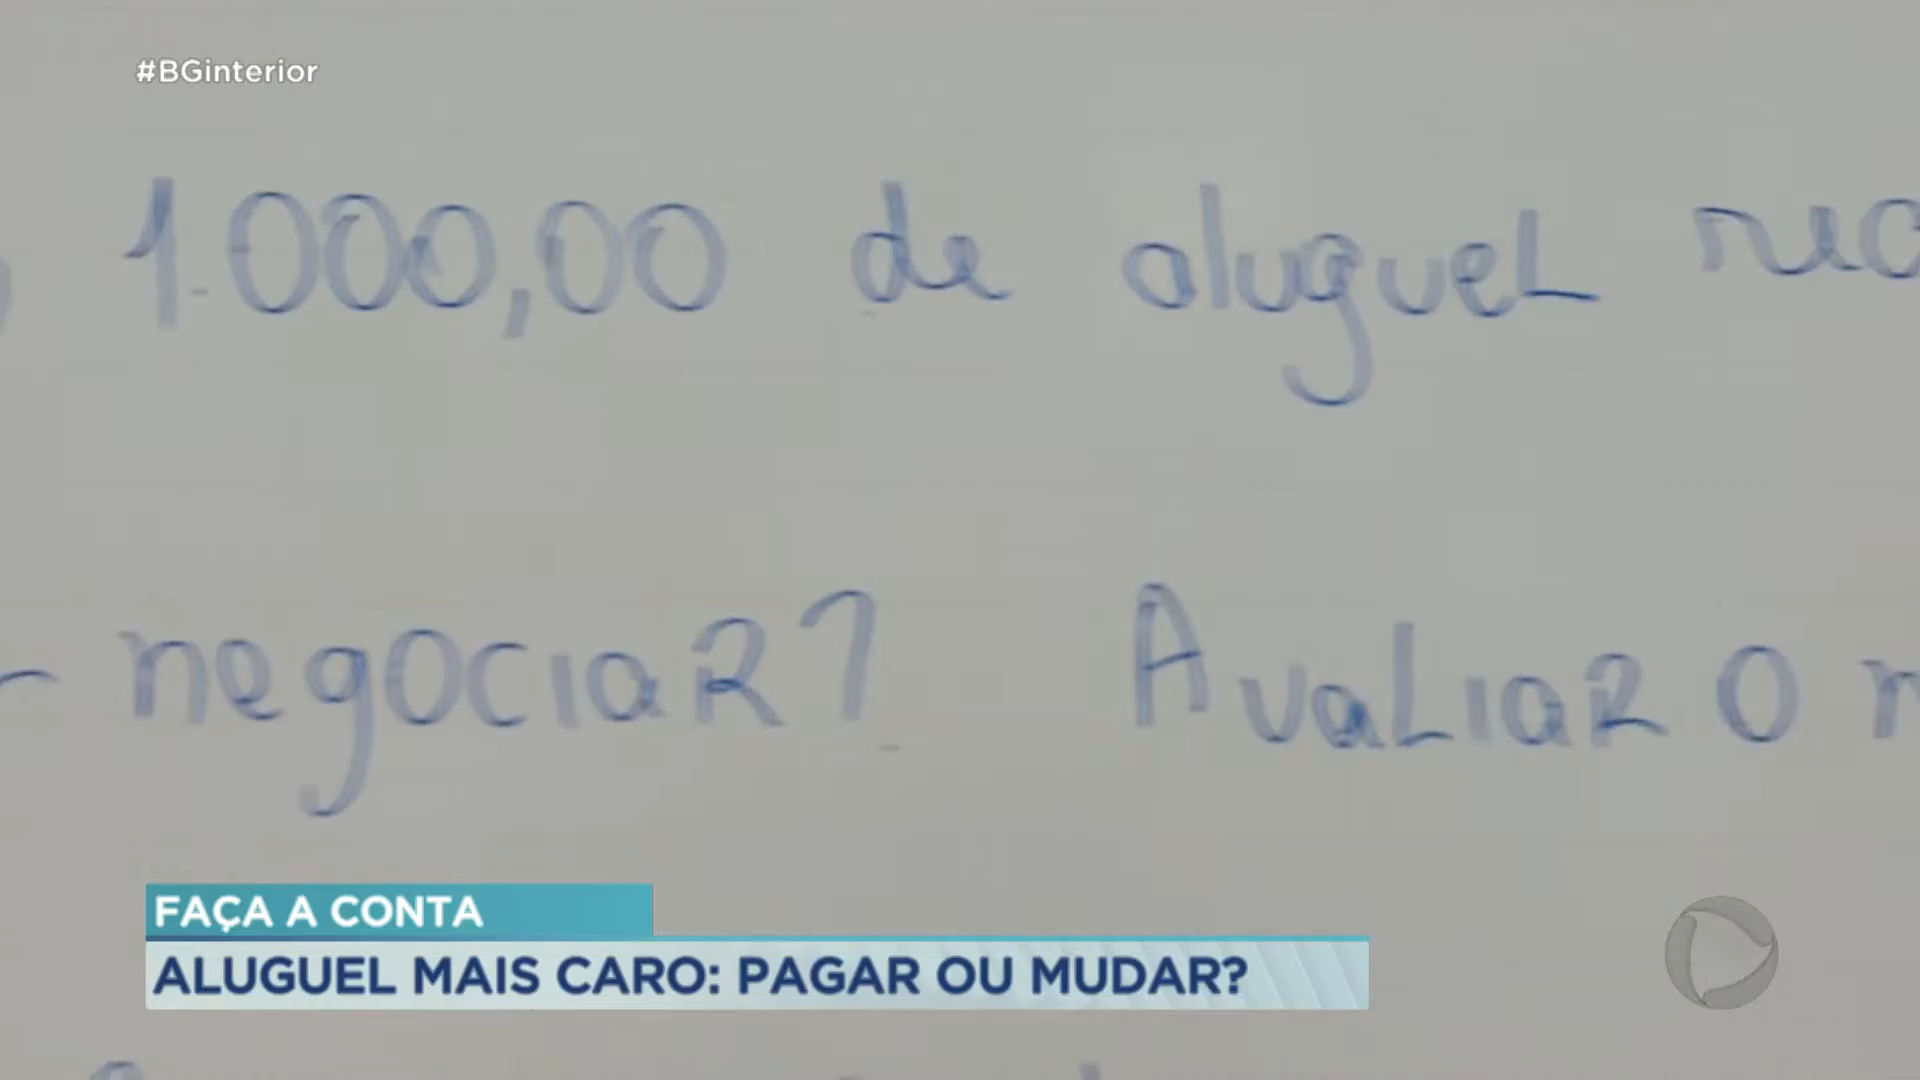 #BGinterior
1.000,00 de aluguel
negociaR? AvaLiaR o
FAÇA A CONTA
ALUGUEL MAIS CARO: PAGAR OU MUDAR?